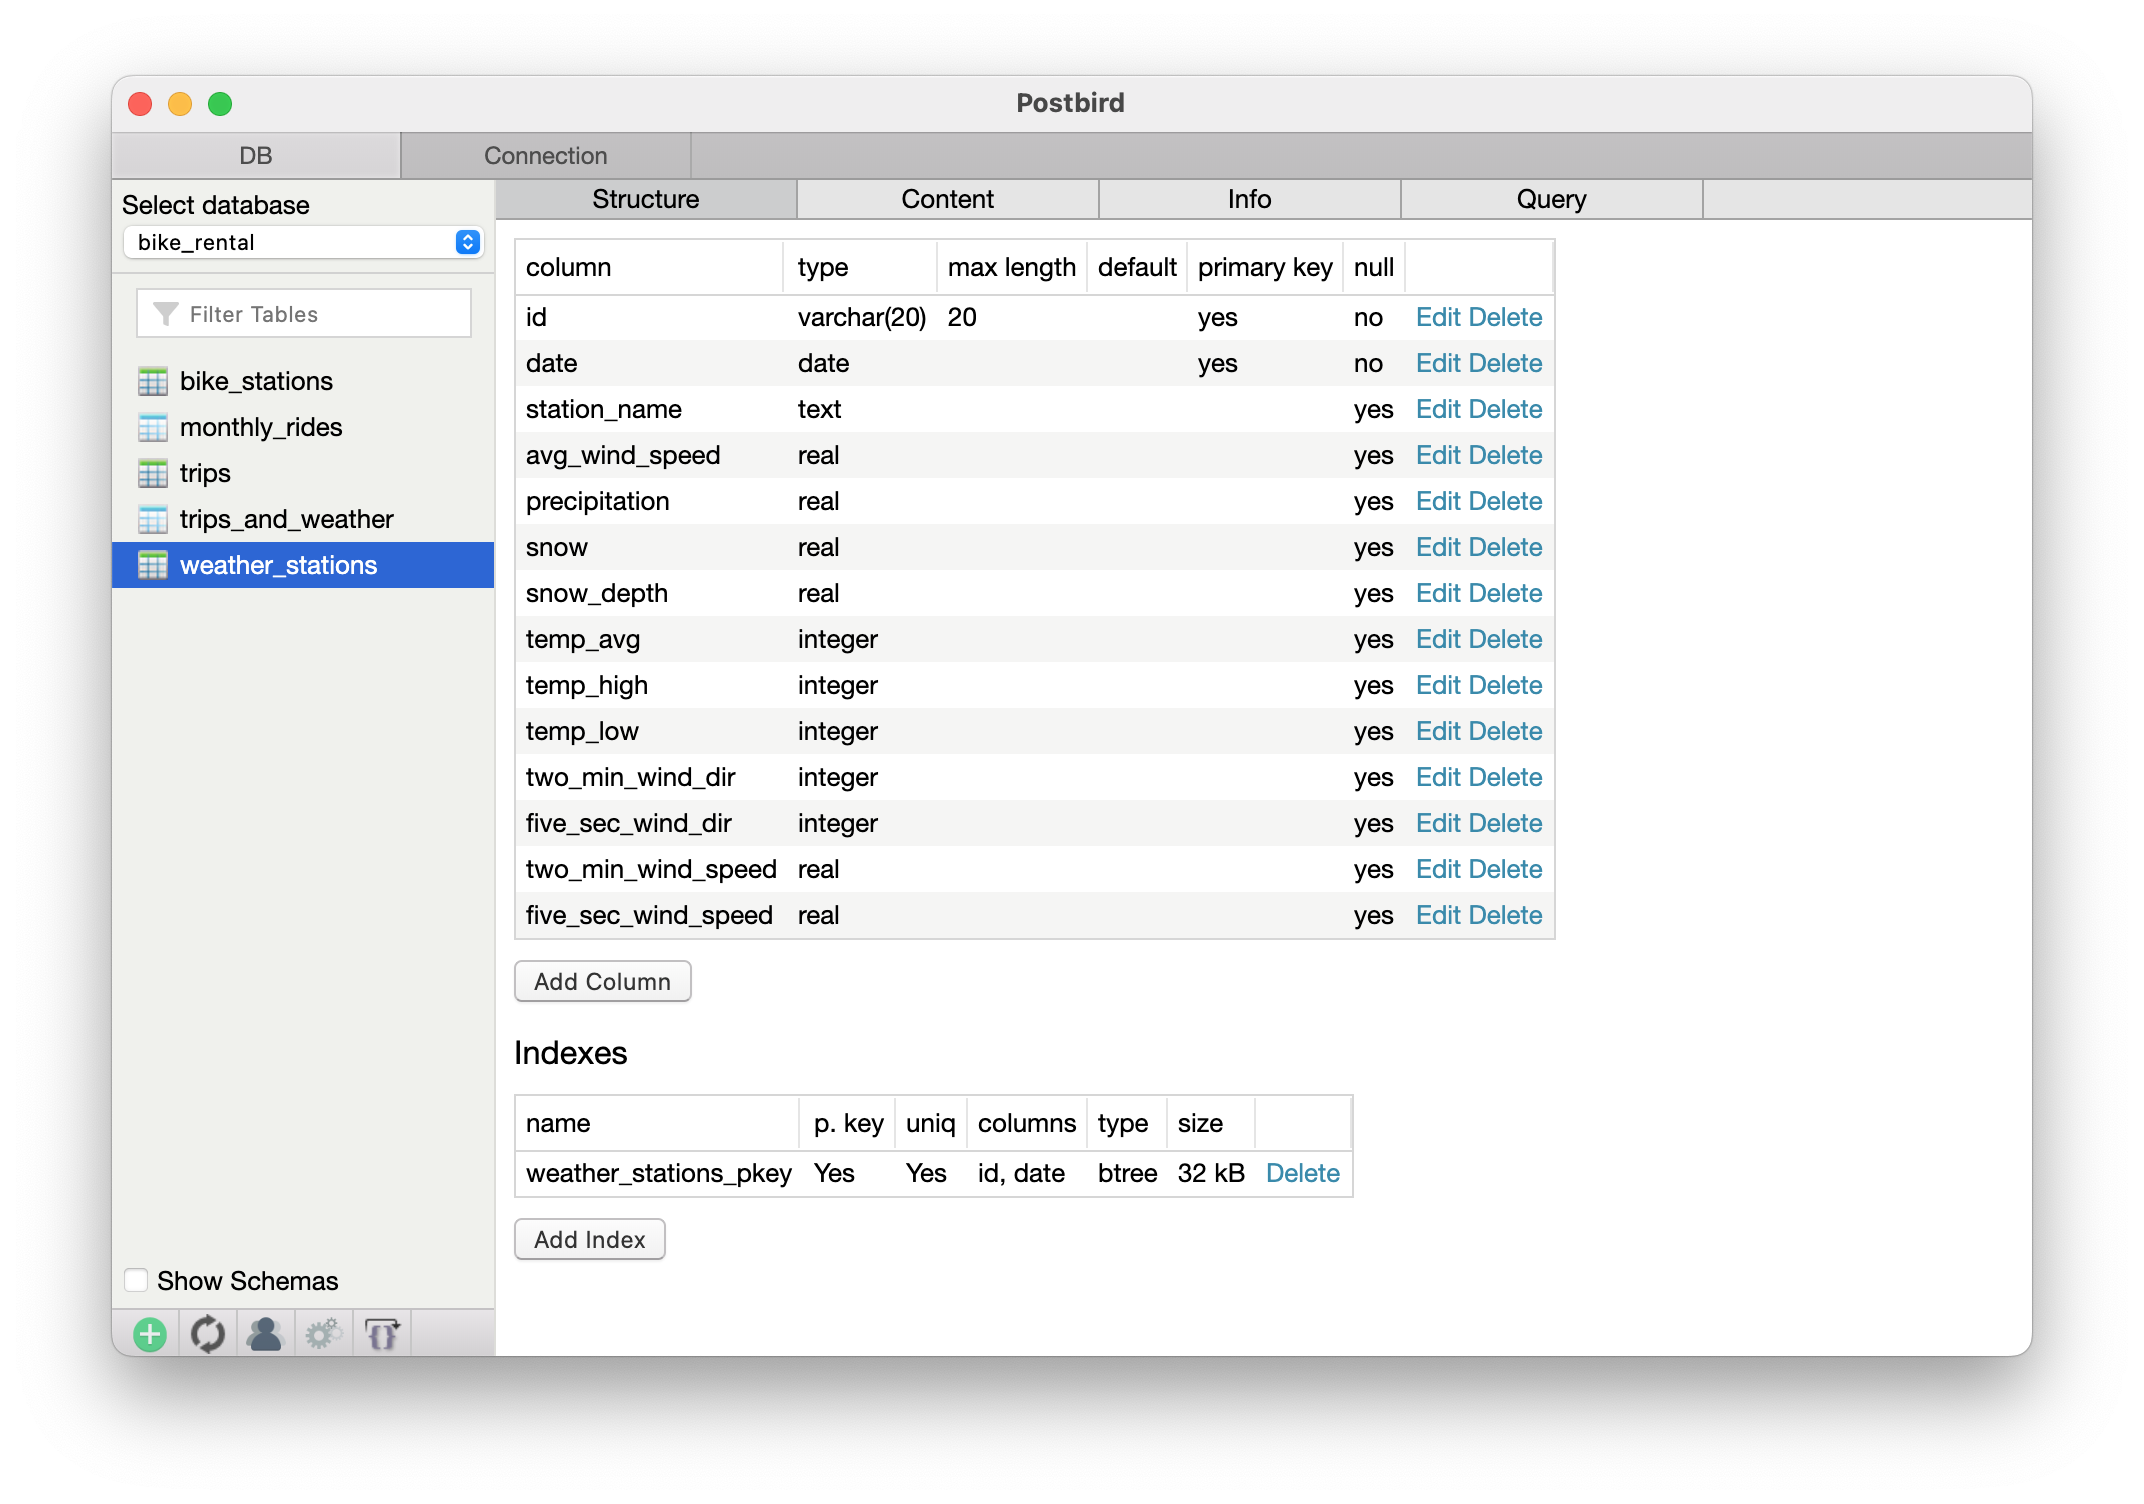 Postbird
DB Connection
Select database
bike_rental
Filter Tables
bike_stations
monthly_rides
trips
trips_and_weather
weather_stations
Show Schemas
Structure Content Info Query
column type max length default primary key null
id varchar(20) 20 yes no Edit Delete
date date yes no Edit Delete
station_name text yes Edit Delete
avg_wind_speed real yes Edit Delete
precipitation real yes Edit Delete
snow real yes Edit Delete
snow_depth real yes Edit Delete
temp_avg integer yes Edit Delete
temp_high integer yes Edit Delete
temp_low integer yes Edit Delete
two_min_wind_dir integer yes Edit Delete
five_sec_wind_dir integer yes Edit Delete
two_min_wind_speed real yes Edit Delete
five_sec_wind_speed real yes Edit Delete
Add Column
Indexes
name p. key uniq columns type size
weather_stations_pkey Yes Yes id, date btree 32 kB Delete
Add Index